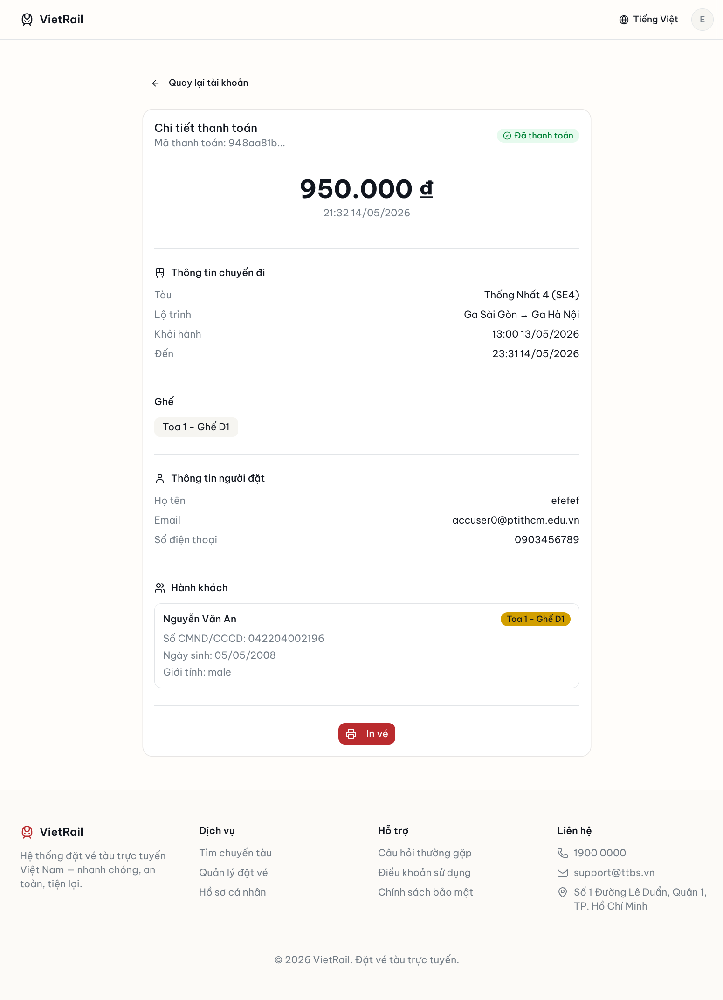 VietRail
Tiếng Việt
E
Quay lại tài khoản
Chi tiết thanh toán
Mã thanh toán: 948aa81b...
Đã thanh toán
950.000 ₫
21:32 14/05/2026
Thông tin chuyến đi
Tàu
Thống Nhất 4 (SE4)
Lộ trình
Ga Sài Gòn → Ga Hà Nội
Khởi hành
13:00 13/05/2026
Đến
23:31 14/05/2026
Ghế
Toa 1 - Ghế D1
Thông tin người đặt
Họ tên
efefef
Email
accuser0@ptithcm.edu.vn
Số điện thoại
0903456789
Hành khách
Nguyễn Văn An
Toa 1 - Ghế D1
Số CMND/CCCD: 042204002196
Ngày sinh: 05/05/2008
Giới tính: male
In vé
VietRail
Hệ thống đặt vé tàu trực tuyến
Việt Nam — nhanh chóng, an
toàn, tiện lợi.
Dịch vụ
Tìm chuyến tàu
Quản lý đặt vé
Hồ sơ cá nhân
Hỗ trợ
Câu hỏi thường gặp
Điều khoản sử dụng
Chính sách bảo mật
Liên hệ
1900 0000
support@ttbs.vn
Số 1 Đường Lê Duẩn, Quận 1,
TP. Hồ Chí Minh
© 2026 VietRail. Đặt vé tàu trực tuyến.